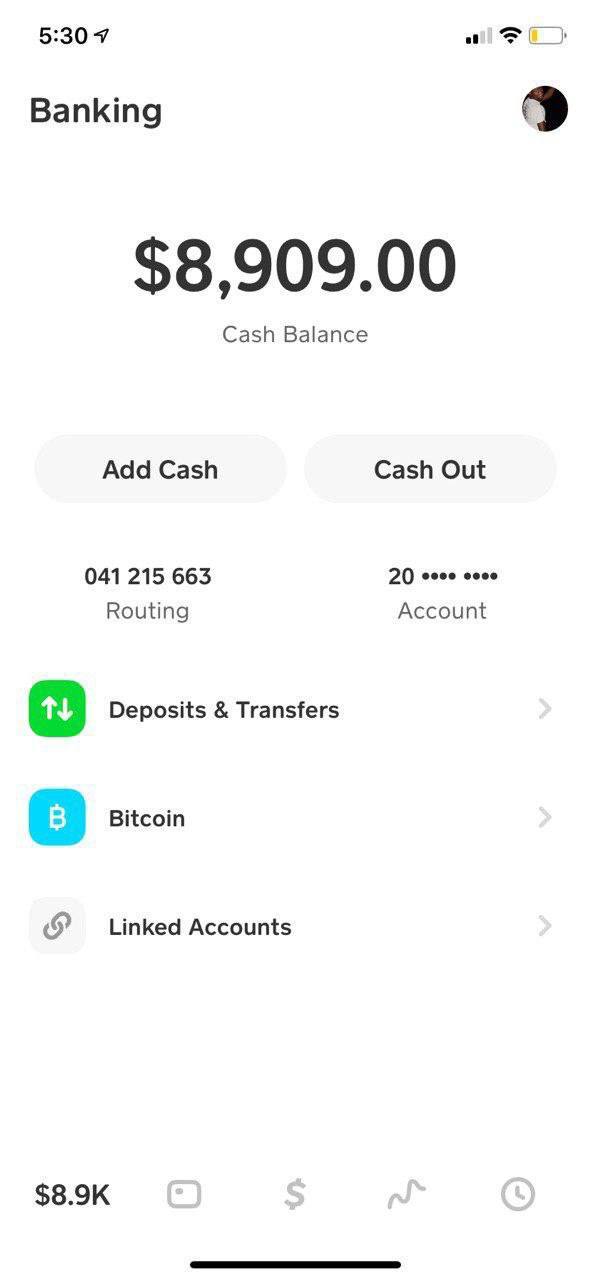 5:30
Banking
$8,909.00
Cash Balance
Add Cash
Cash Out
041 215 663
Routing
20 •••• ••••
Account
Deposits & Transfers
Bitcoin
Linked Accounts
$8.9K